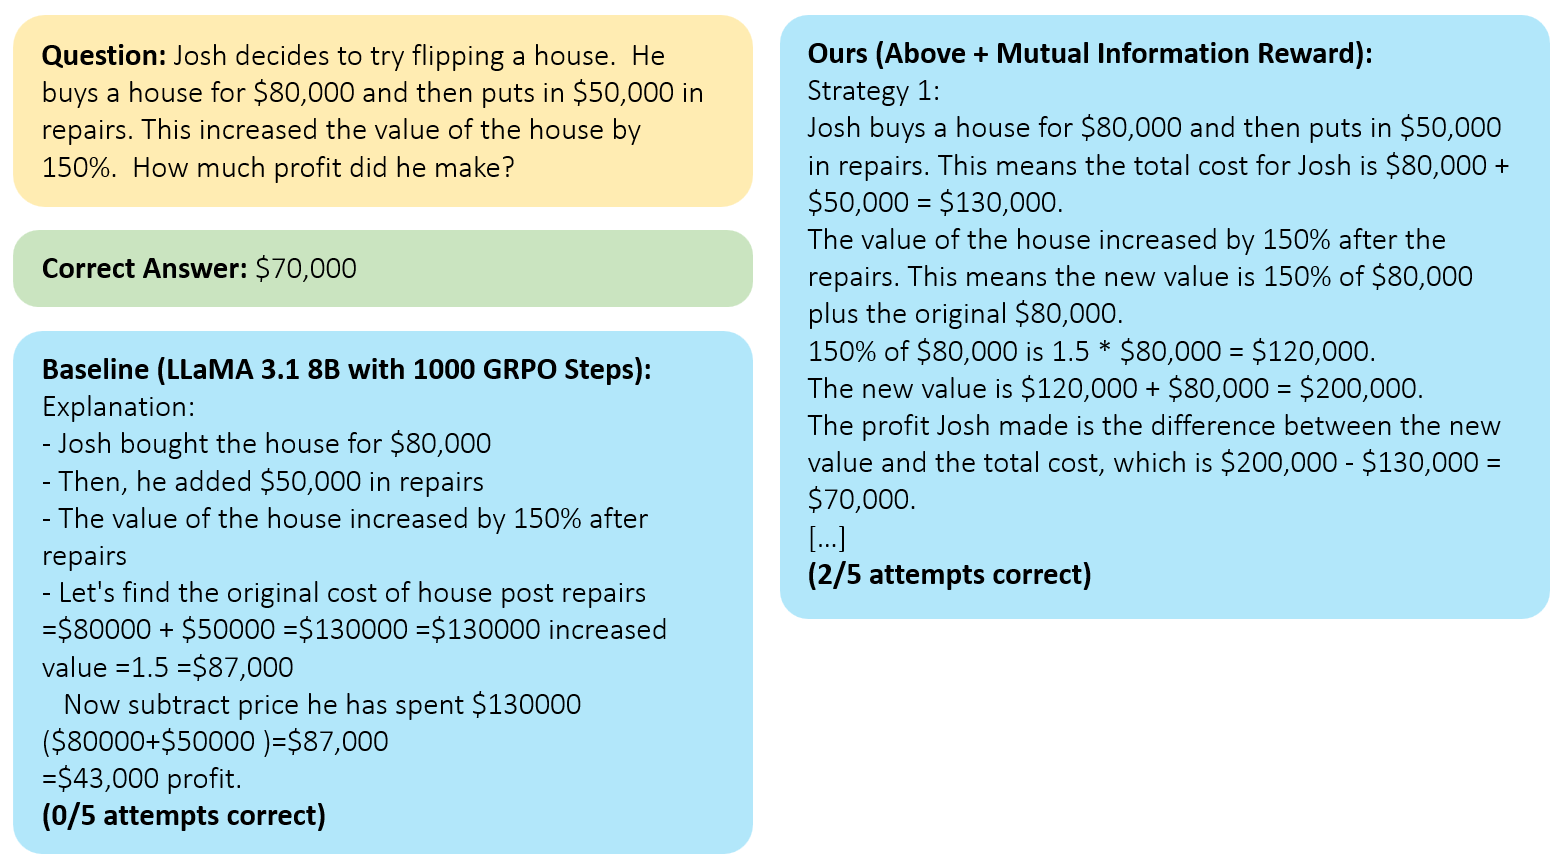 Question: Josh decides to try flipping a house.  He
buys a house for $80,000 and then puts in $50,000 in
repairs. This increased the value of the house by
150%.  How much profit did he make?
Correct Answer: $70,000
Baseline (LLaMA 3.1 8B with 1000 GRPO Steps):
Explanation:
- Josh bought the house for $80,000
- Then, he added $50,000 in repairs
- The value of the house increased by 150% after
repairs
- Let's find the original cost of house post repairs
=$80000 + $50000 =$130000 =$130000 increased
value =1.5 =$87,000
Now subtract price he has spent $130000
($80000+$50000 )=$87,000
=$43,000 profit.
(0/5 attempts correct)
Ours (Above + Mutual Information Reward):
Strategy 1:
Josh buys a house for $80,000 and then puts in $50,000
in repairs. This means the total cost for Josh is $80,000 +
$50,000 = $130,000.
The value of the house increased by 150% after the
repairs. This means the new value is 150% of $80,000
plus the original $80,000.
150% of $80,000 is 1.5 * $80,000 = $120,000.
The new value is $120,000 + $80,000 = $200,000.
The profit Josh made is the difference between the new
value and the total cost, which is $200,000 - $130,000 =
$70,000.
[...]
(2/5 attempts correct)